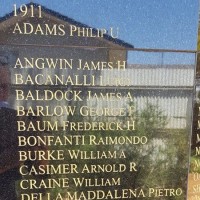 1911
ADAMS PHILIP U
ANGWIN JAMES H
BACANALLI LUIGI
BALDOCK JAMES A
BARLOW GEORGE F
BAUM FREDERICK H
BONFANTI RAIMONDO
BURKE WILLIAM A
CASIMER ARNOLD R
CRAINE WILLIAM
DELLA MADDALENA PIETRO